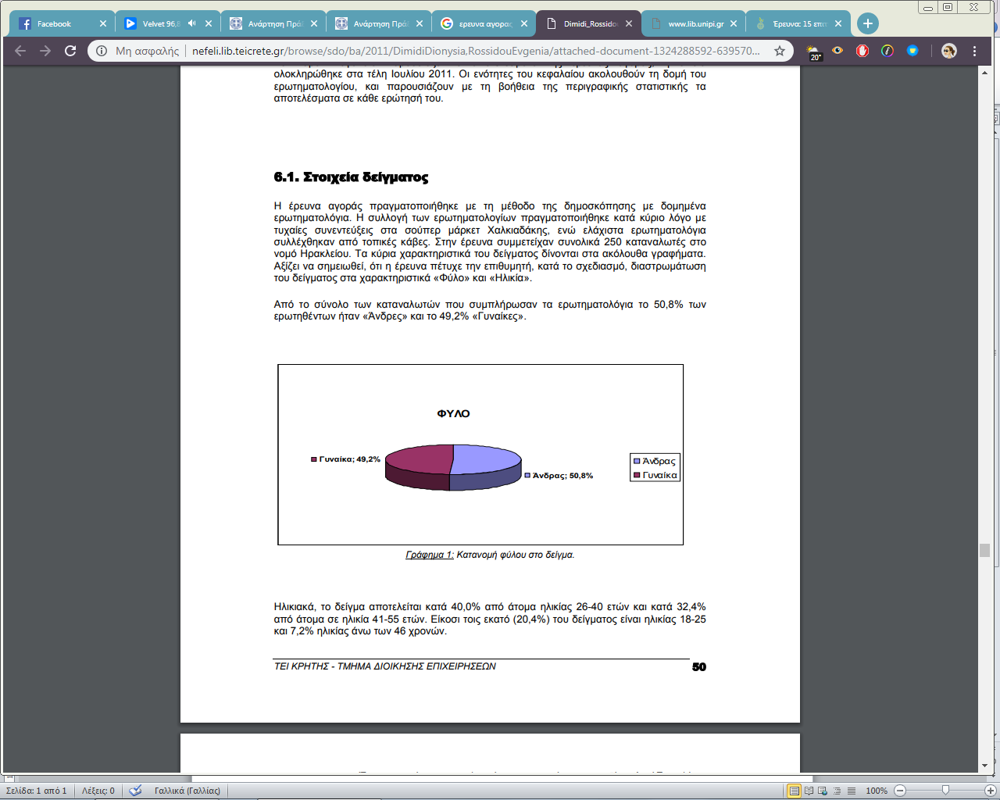 Facebook
Velvet 96,8
Ανάρτηση Πρά
Ανάρτηση Πρά
ερευνα αγορας
Dimidi_Rossido
www.lib.unipi.gr
Έρευνα: 15 επι
Μη ασφαλής
nefeli.lib.teicrete.gr/browse/sdo/ba/2011/DimidiDionysia,RossidouEvgenia/attached-document-1324288592-639570...
20°
ολοκληρώθηκε στα τέλη Ιουλίου 2011. Οι ενότητες του κεφαλαίου ακολουθούν τη δομή του
ερωτηματολογίου, και παρουσιάζουν με τη βοήθεια της περιγραφικής στατιστικής τα
αποτελέσματα σε κάθε ερώτησή του.
6.1. Στοιχεία δείγματος
Η έρευνα αγοράς πραγματοποιήθηκε με τη μέθοδο της δημοσκόπησης με δομημένα
ερωτηματολόγια. Η συλλογή των ερωτηματολογίων πραγματοποιήθηκε κατά κύριο λόγο με
τυχαίες συνεντεύξεις στα σούπερ μάρκετ Χαλκιαδάκης, ενώ ελάχιστα ερωτηματολόγια
συλλέχθηκαν από τοπικές κάβες. Στην έρευνα συμμετείχαν συνολικά 250 καταναλωτές στο
νομό Ηρακλείου. Τα κύρια χαρακτηριστικά του δείγματος δίνονται στα ακόλουθα γραφήματα.
Αξίζει να σημειωθεί, ότι η έρευνα πέτυχε την επιθυμητή, κατά το σχεδιασμό, διαστρωμάτωση
του δείγματος στα χαρακτηριστικά «Φύλο» και «Ηλικία».
Από το σύνολο των καταναλωτών που συμπλήρωσαν τα ερωτηματολόγια το 50,8% των
ερωτηθέντων ήταν «Άνδρες» και το 49,2% «Γυναίκες».
ΦΥΛΟ
Γυναίκα; 49,2%
Άνδρας; 50,8%
Άνδρας
Γυναίκα
Γράφημα 1: Κατανομή φύλου στο δείγμα.
Ηλικιακά, το δείγμα αποτελείται κατά 40,0% από άτομα ηλικίας 26-40 ετών και κατά 32,4%
από άτομα σε ηλικία 41-55 ετών. Είκοσι τοις εκατό (20,4%) του δείγματος είναι ηλικίας 18-25
και 7,2% ηλικίας άνω των 46 χρονών.
ΤΕΙ ΚΡΗΤΗΣ - ΤΜΗΜΑ ΔΙΟΙΚΗΣΗΣ ΕΠΙΧΕΙΡΗΣΕΩΝ 50
Σελίδα: 1 από 1
Λέξεις: 0
Γαλλικά (Γαλλίας)
100%